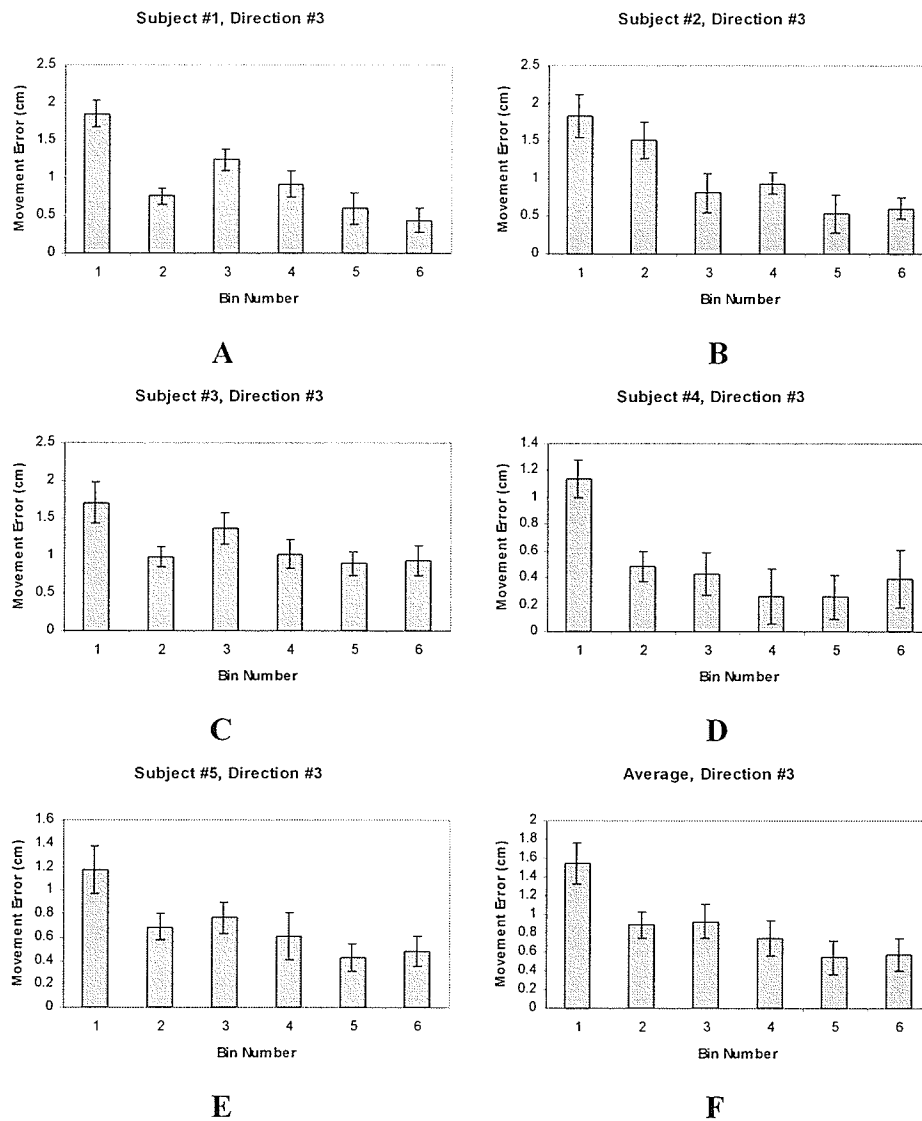 Subject #1, Direction #3
Movement Error (cm)
2.5
2
1.5
1
0.5
0
1 2 3 4 5 6
Bin Number
A
Subject #2, Direction #3
Movement Error (cm)
2.5
2
1.5
1
0.5
0
1 2 3 4 5 6
Bin Number
B
Subject #3, Direction #3
Movement Error (cm)
2.5
2
1.5
1
0.5
0
1 2 3 4 5 6
Bin Number
C
Subject #4, Direction #3
Movement Error (cm)
1.4
1.2
1
0.8
0.6
0.4
0.2
0
1 2 3 4 5 6
Bin Number
D
Subject #5, Direction #3
Movement Error (cm)
1.6
1.4
1.2
1
0.8
0.6
0.4
0.2
0
1 2 3 4 5 6
Bin Number
E
Average, Direction #3
Movement Error (cm)
2
1.8
1.6
1.4
1.2
1
0.8
0.6
0.4
0.2
0
1 2 3 4 5 6
Bin Number
F